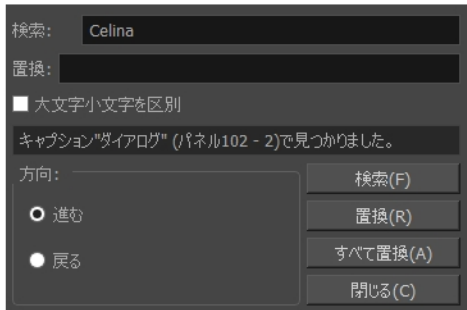 検索: Celina
置換:
大文字小文字を区別
キャプション"ダイアログ" (パネル102 - 2)で見つかりました。
方向:
進む
戻る
検索(F)
置換(R)
すべて置換(A)
閉じる(C)